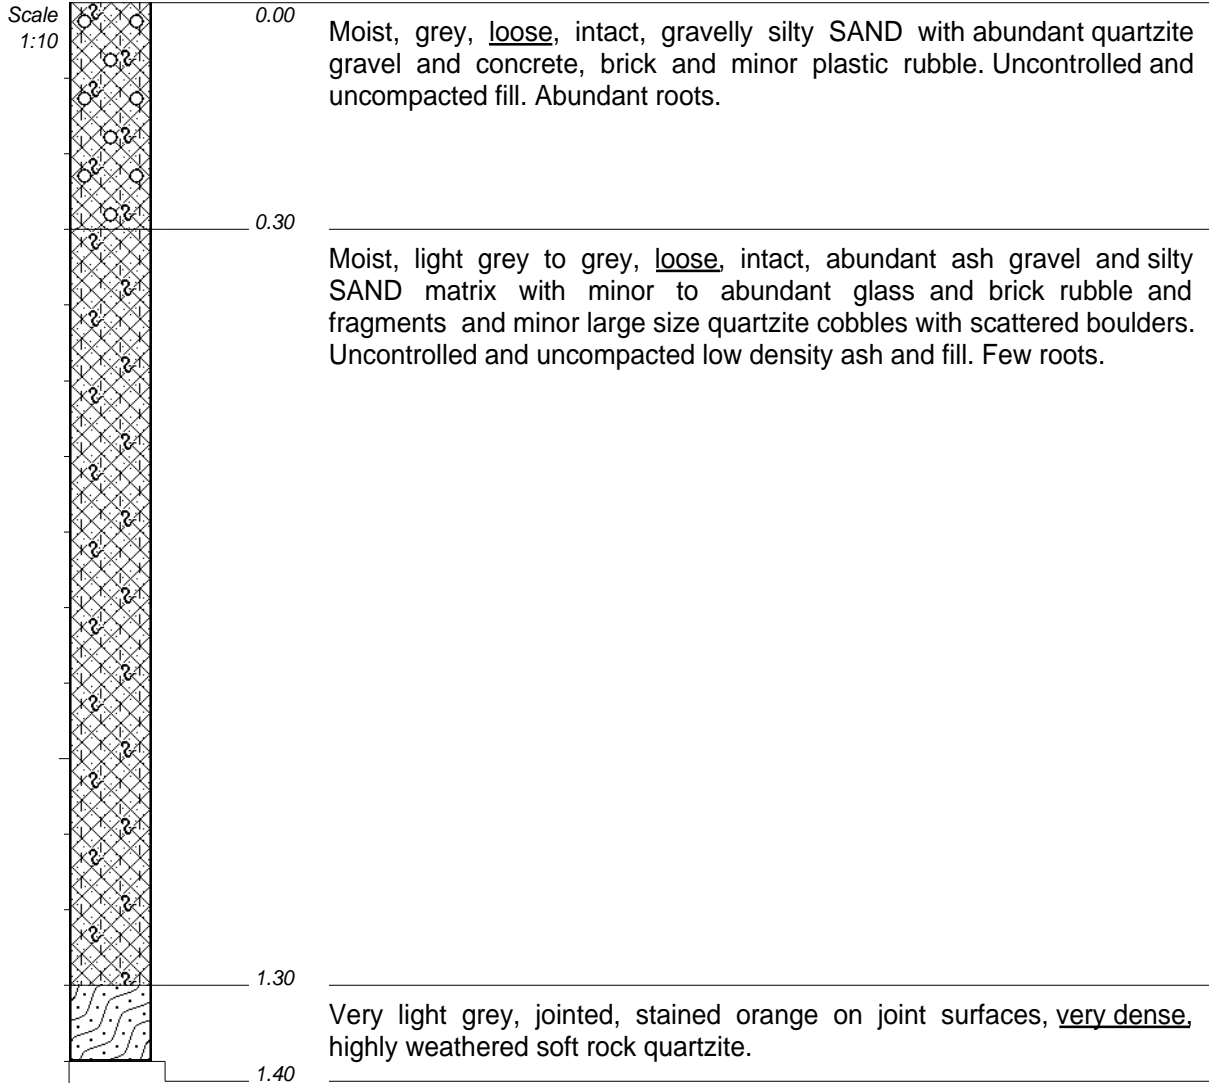 Scale
1:10
0.00
Moist, grey, loose, intact, gravelly silty SAND with abundant quartzite
gravel and concrete, brick and minor plastic rubble. Uncontrolled and
uncompacted fill. Abundant roots.
0.30
Moist, light grey to grey, loose, intact, abundant ash gravel and silty
SAND matrix with minor to abundant glass and brick rubble and
fragments and minor large size quartzite cobbles with scattered boulders.
Uncontrolled and uncompacted low density ash and fill. Few roots.
1.30
Very light grey, jointed, stained orange on joint surfaces, very dense,
highly weathered soft rock quartzite.
1.40